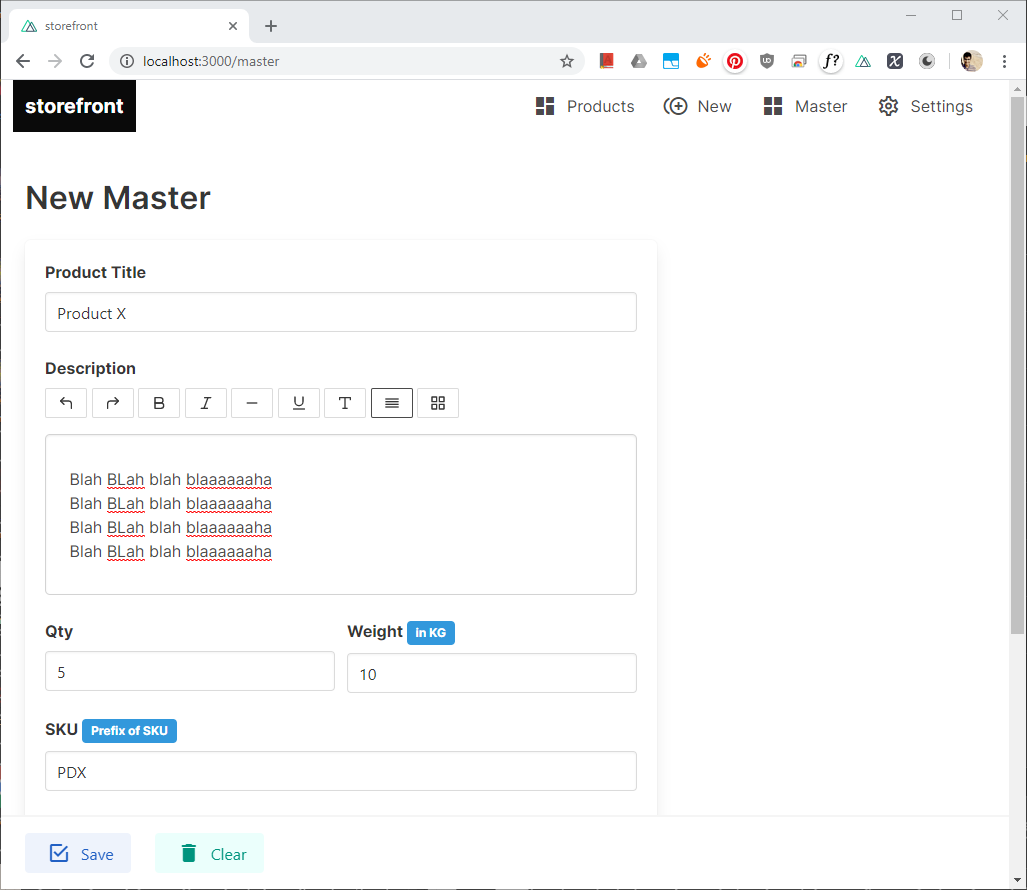 storefront
localhost:3000/master
storefront
Products New Master Settings
New Master
Product Title
Product X
Description
B I U T
Blah BLah blah blaaaaaaha
Blah BLah blah blaaaaaaha
Blah BLah blah blaaaaaaha
Blah BLah blah blaaaaaaha
Qty Weight in KG
5 10
SKU Prefix of SKU
PDX
Save Clear